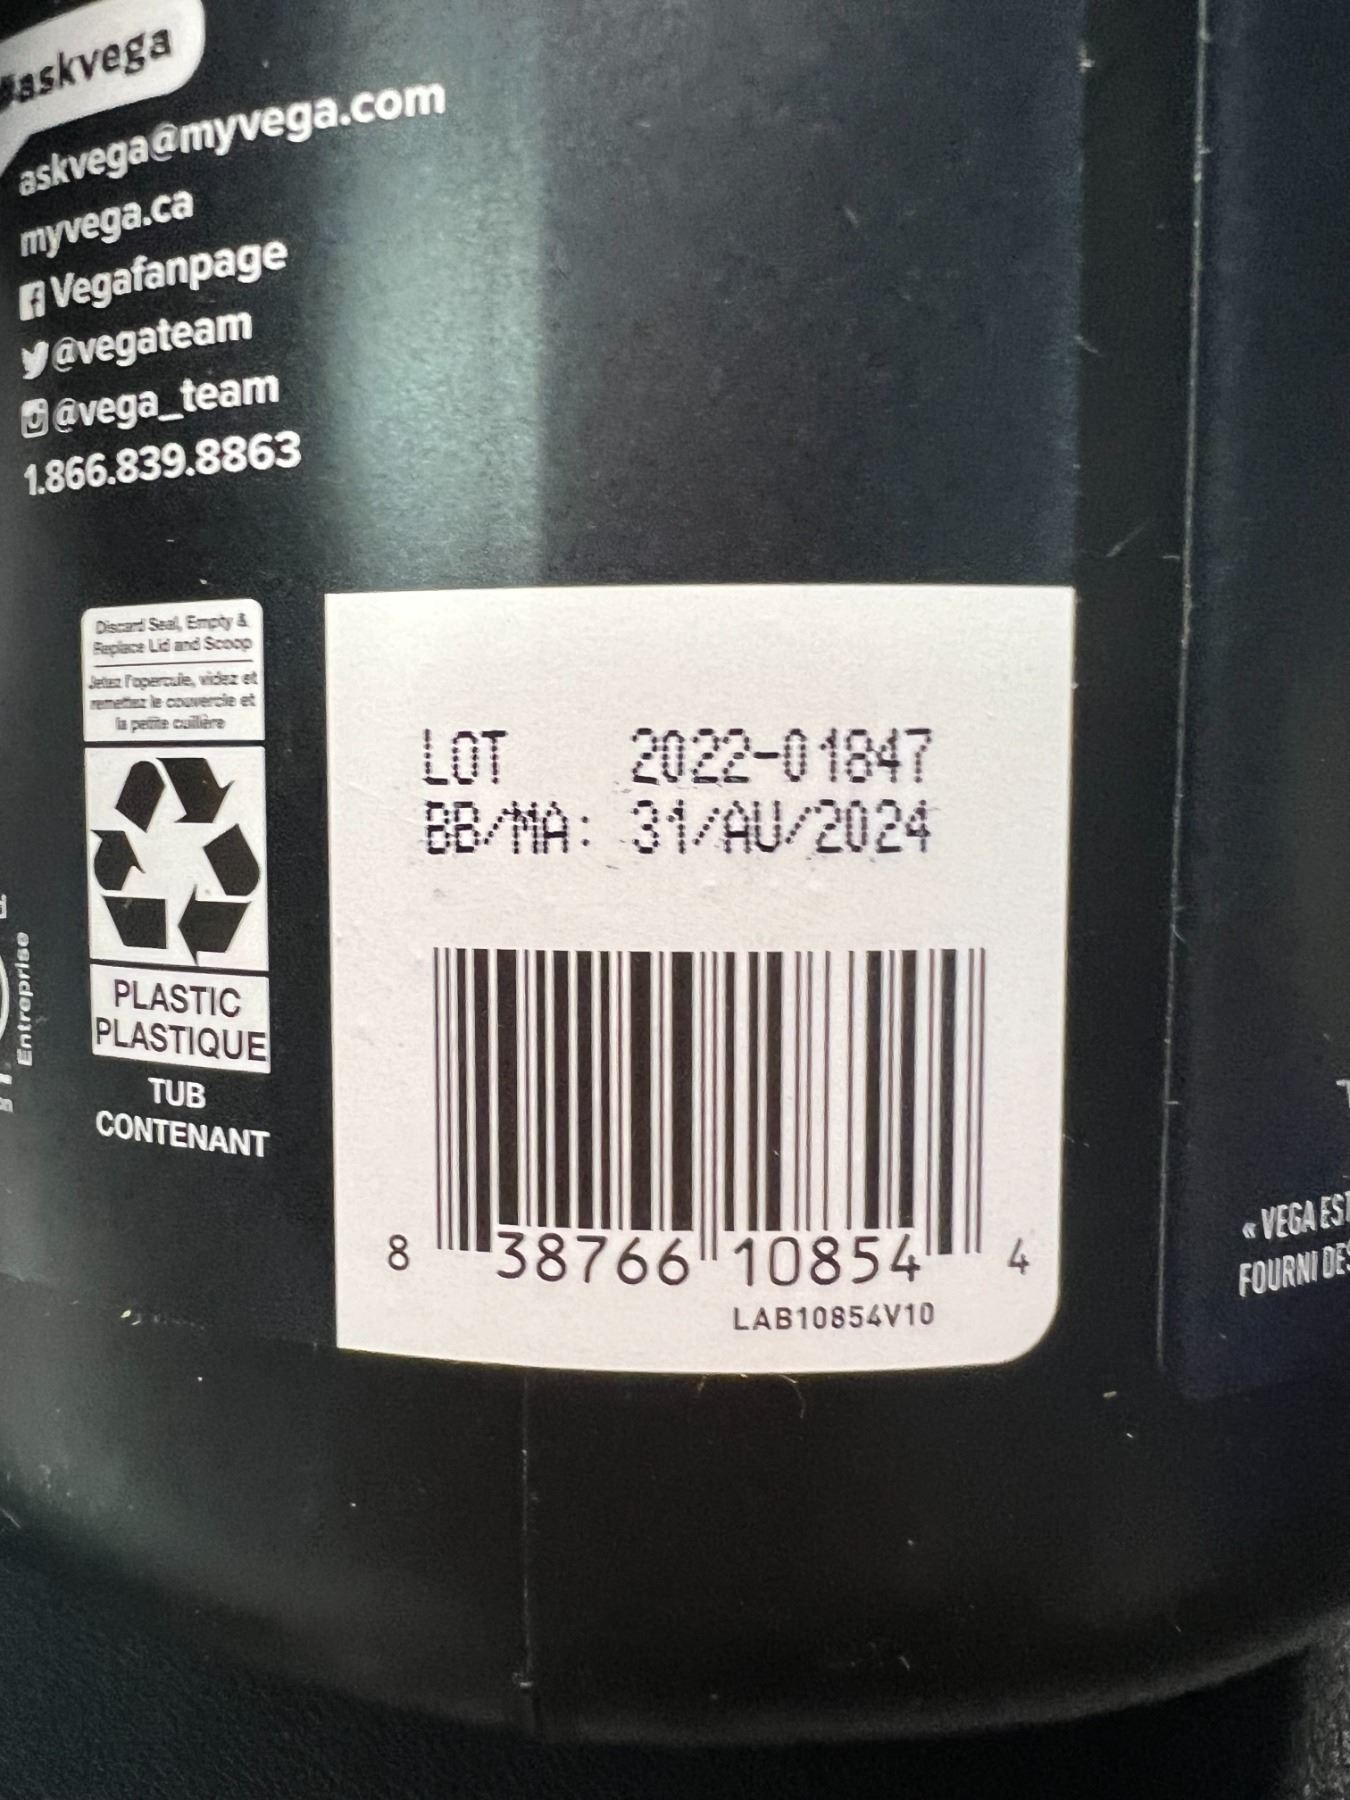 askvega
askvega@myvega.com
myvega.ca
Vegafanpage
@vegateam
@vega_team
1.866.839.8863
Discard Seal, Empty &
Replace Lid and Scoop
Jetez l'opercule, videz et
remettez le couvercle et
la petite cuillère
PLASTIC
PLASTIQUE
TUB
CONTENANT
Entreprise
LOT 2022-01847
BB/MA: 31/AU/2024
8 38766 10854 4
LAB10854V10
« VEGA EST
FOURNI DES